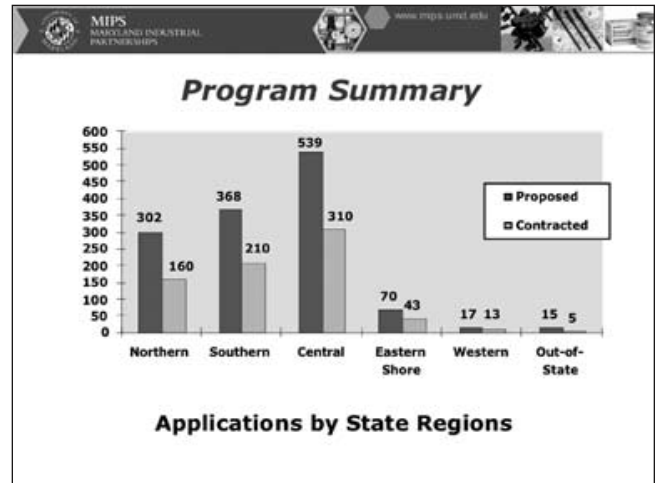 MIPS
MARYLAND INDUSTRIAL
PARTNERSHIPS
www.mips.umd.edu
Program Summary
600
550
500
450
400
350
300
250
200
150
100
50
0
302
160
368
210
539
310
70
43
17
13
15
5
Proposed
Contracted
Northern
Southern
Central
Eastern
Shore
Western
Out-of-
State
Applications by State Regions